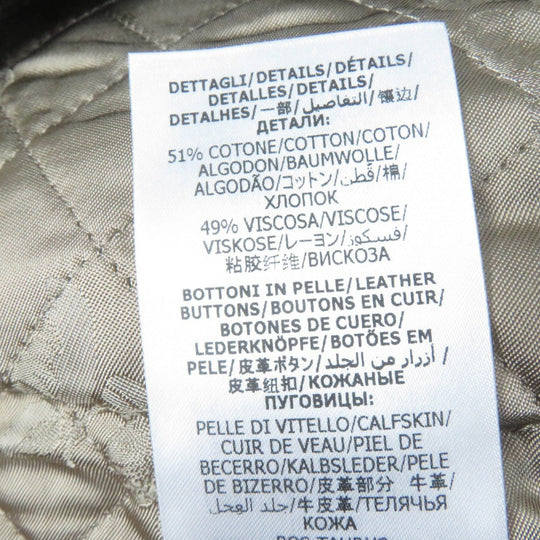 DETTAGLI/DETAILS/DÉTAILS/
DETALLES/DETAILS/
DETALHES/一部/التفاصيل/镶边/
ДЕТАЛИ:
51% COTONE/COTTON/COTON/
ALGODON/BAUMWOLLE/
ALGODÃO/コットン/قطن/棉/
ХЛОПОК
49% VISCOSA/VISCOSE/
VISKOSE/レーヨン/فسكوز/
粘胶纤维/ВИСКОЗА
BOTTONI IN PELLE/LEATHER
BUTTONS/BOUTONS EN CUIR/
BOTONES DE CUERO/
LEDERKNÖPFE/BOTÕES EM
PELE/皮革ボタン/أزرار من الجلد/
皮革纽扣/КОЖАНЫЕ
ПУГОВИЦЫ:
PELLE DI VITELLO/CALFSKIN/
CUIR DE VEAU/PIEL DE
BECERRO/KALBSLEDER/PELE
DE BIZERRO/皮革部分 牛革/
جلد العجل/牛皮革/ТЕЛЯЧЬЯ
КОЖА
BOS TAURUS